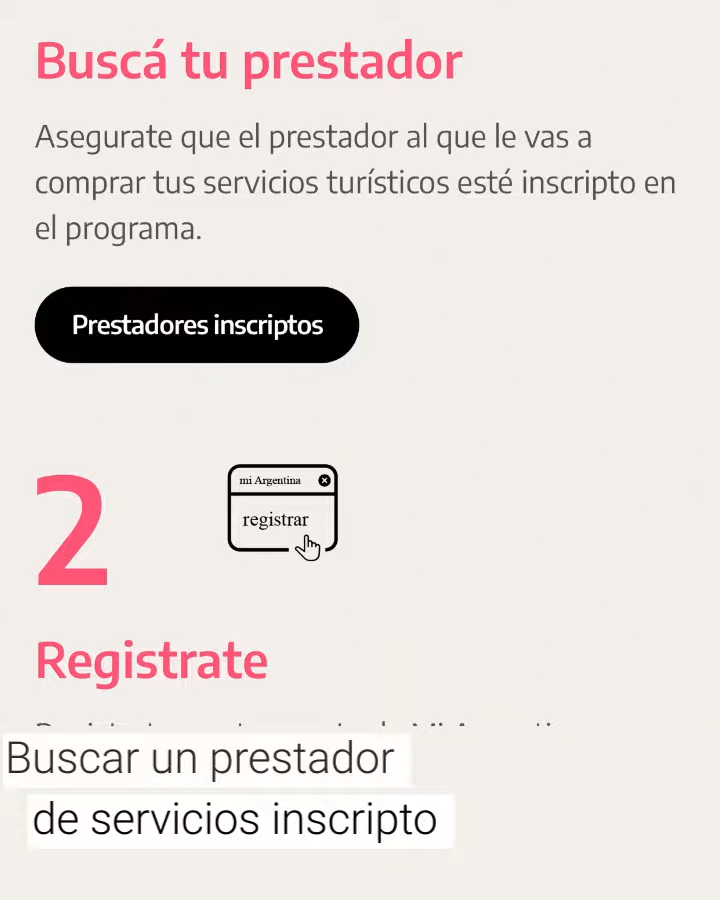 Buscá tu prestador
Asegurate que el prestador al que le vas a
comprar tus servicios turísticos esté inscripto en
el programa.
Prestadores inscriptos
2
mi Argentina
registrar
Registrate
Buscar un prestador
de servicios inscripto